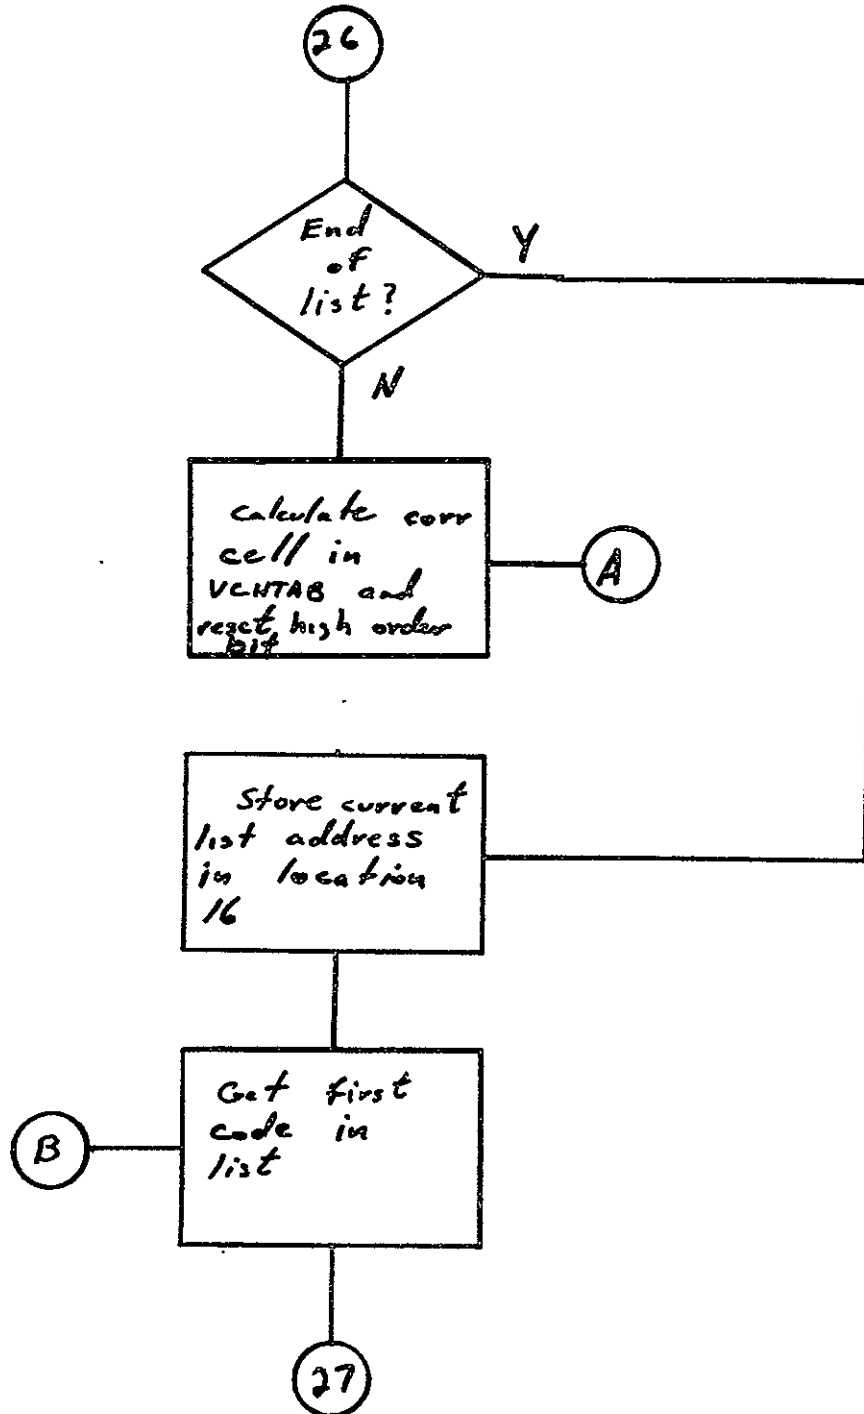 26
End
of
list?
Y
N
Calculate corr
cell in
VCHTAB and
reset high order
bit
A
Store current
list address
in location
16
Get first
code in
list
B
27